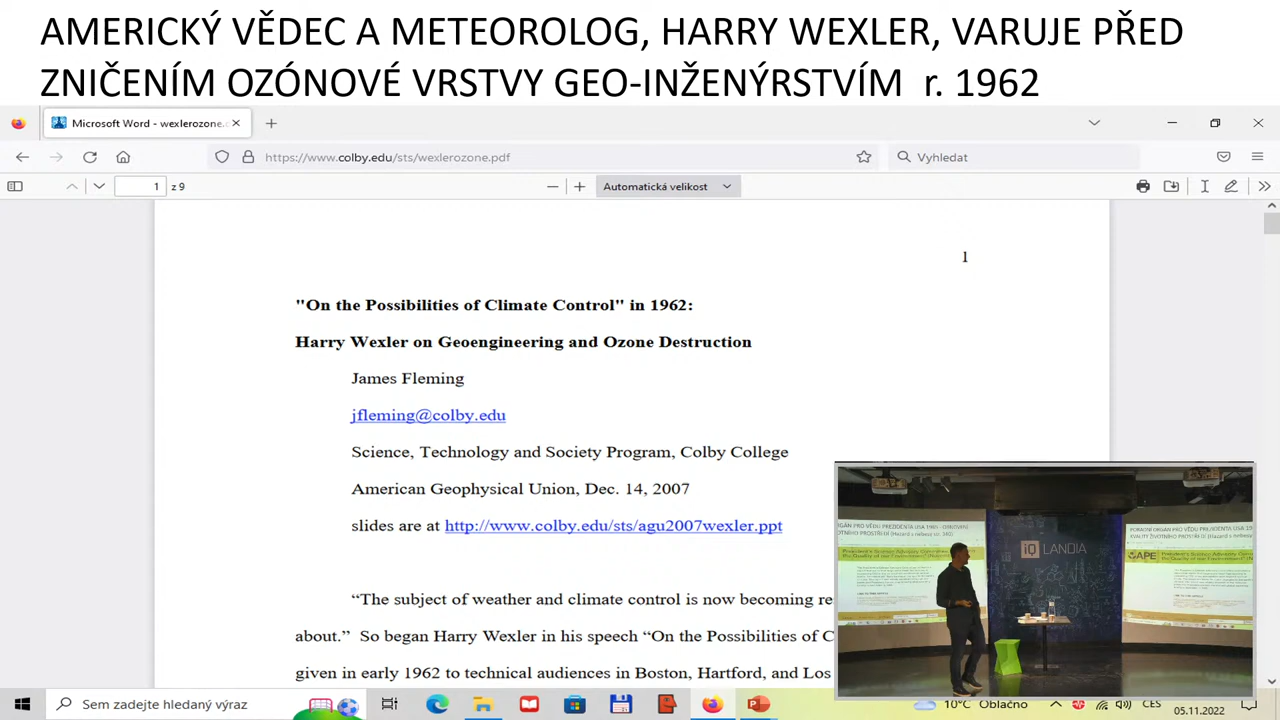 AMERICKÝ VĚDEC A METEOROLOG, HARRY WEXLER, VARUJE PŘED
ZNIČENÍM OZÓNOVÉ VRSTVY GEO-INŽENÝRSTVÍM r. 1962
Microsoft Word - wexlerozone.
https://www.colby.edu/sts/wexlerozone.pdf
Vyhledat
1 z 9
Automatická velikost
1
"On the Possibilities of Climate Control" in 1962:
Harry Wexler on Geoengineering and Ozone Destruction
James Fleming
jfleming@colby.edu
Science, Technology and Society Program, Colby College
American Geophysical Union, Dec. 14, 2007
slides are at http://www.colby.edu/sts/agu2007wexler.ppt
“The subject of weather and climate control is now becoming re
about.” So began Harry Wexler in his speech “On the Possibilities of C
given in early 1962 to technical audiences in Boston, Hartford, and Los
iQ LANDIA
APE
Sem zadejte hledaný výraz
10°C Oblačno
CES
05.11.2022